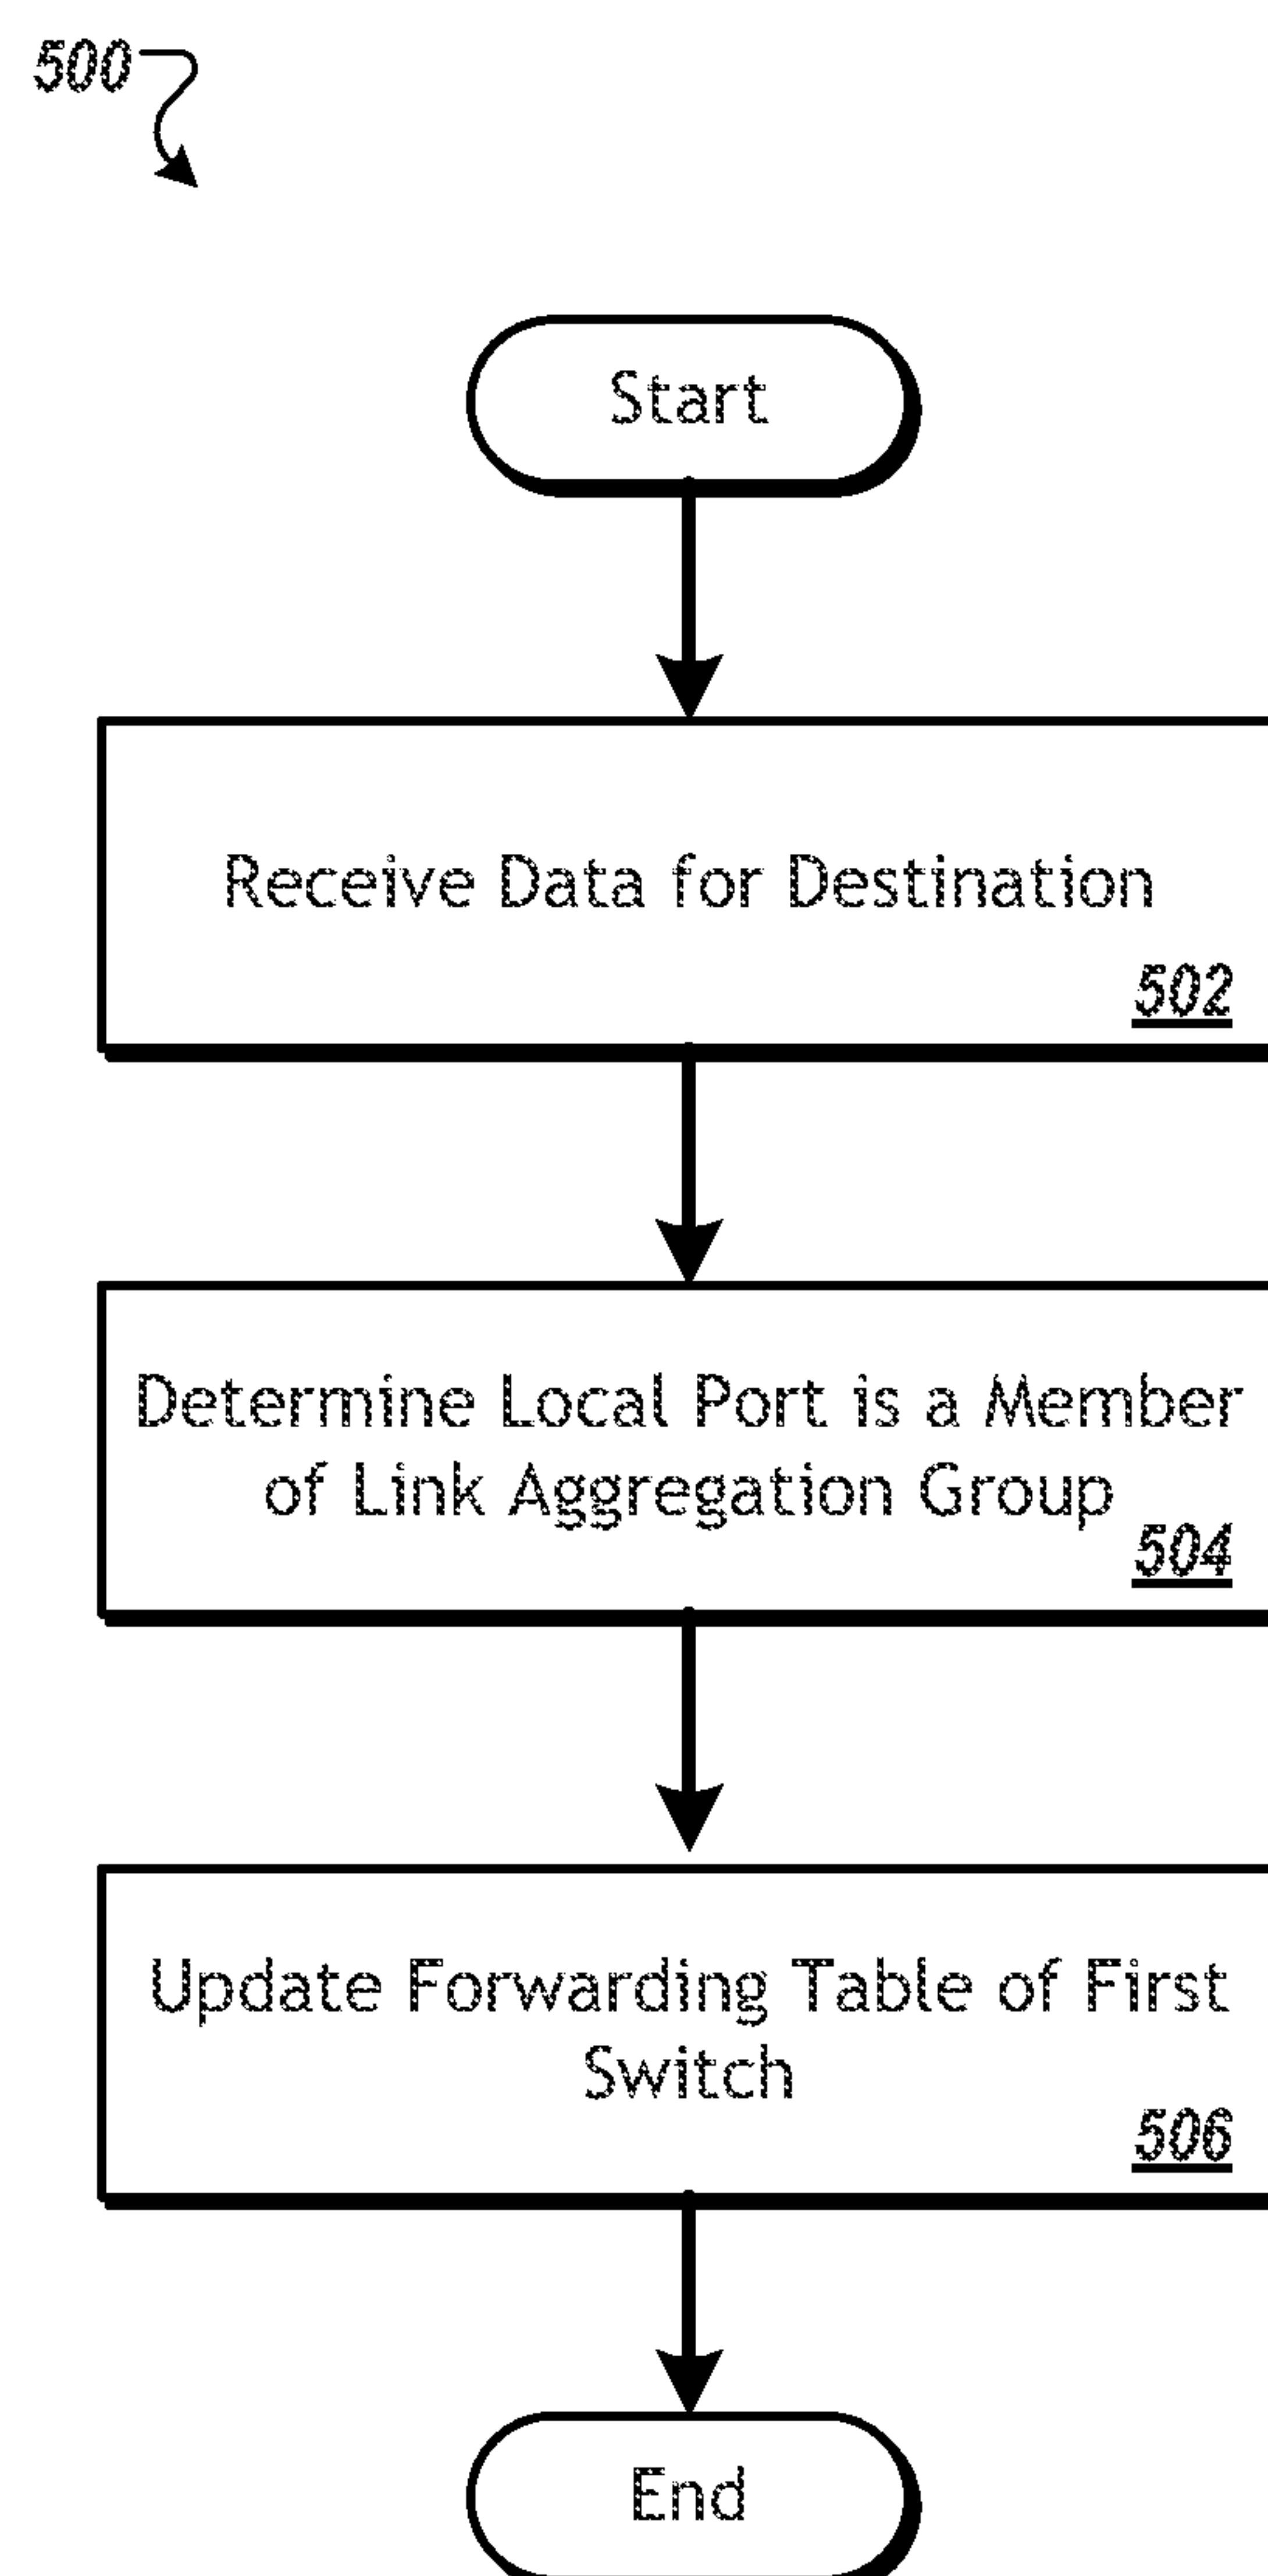 500
Start
Receive Data for Destination
502
Determine Local Port is a Member
of Link Aggregation Group
504
Update Forwarding Table of First
Switch
506
End